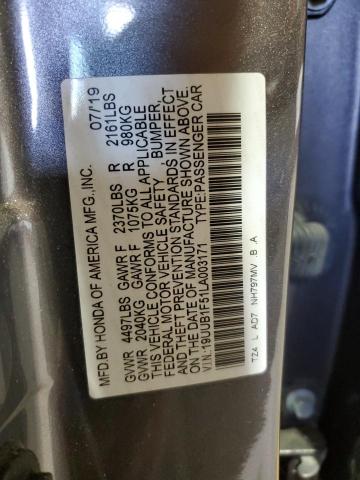 MFD.BY HONDA OF AMERICA MFG.,INC. 07/19
GVWR 4497LBS GAWR F 2370LBS R 2161LBS
GVWR 2040KG GAWR F 1075KG R 980KG
THIS VEHICLE CONFORMS TO ALL APPLICABLE
FEDERAL MOTOR VEHICLE SAFETY, BUMPER,
AND THEFT PREVENTION STANDARDS IN EFFECT
ON THE DATE OF MANUFACTURE SHOWN ABOVE.
V.I.N.:19UUB1F51LA003171 TYPE:PASSENGER CAR
TZ4 L AD7 NH797MV .B .A